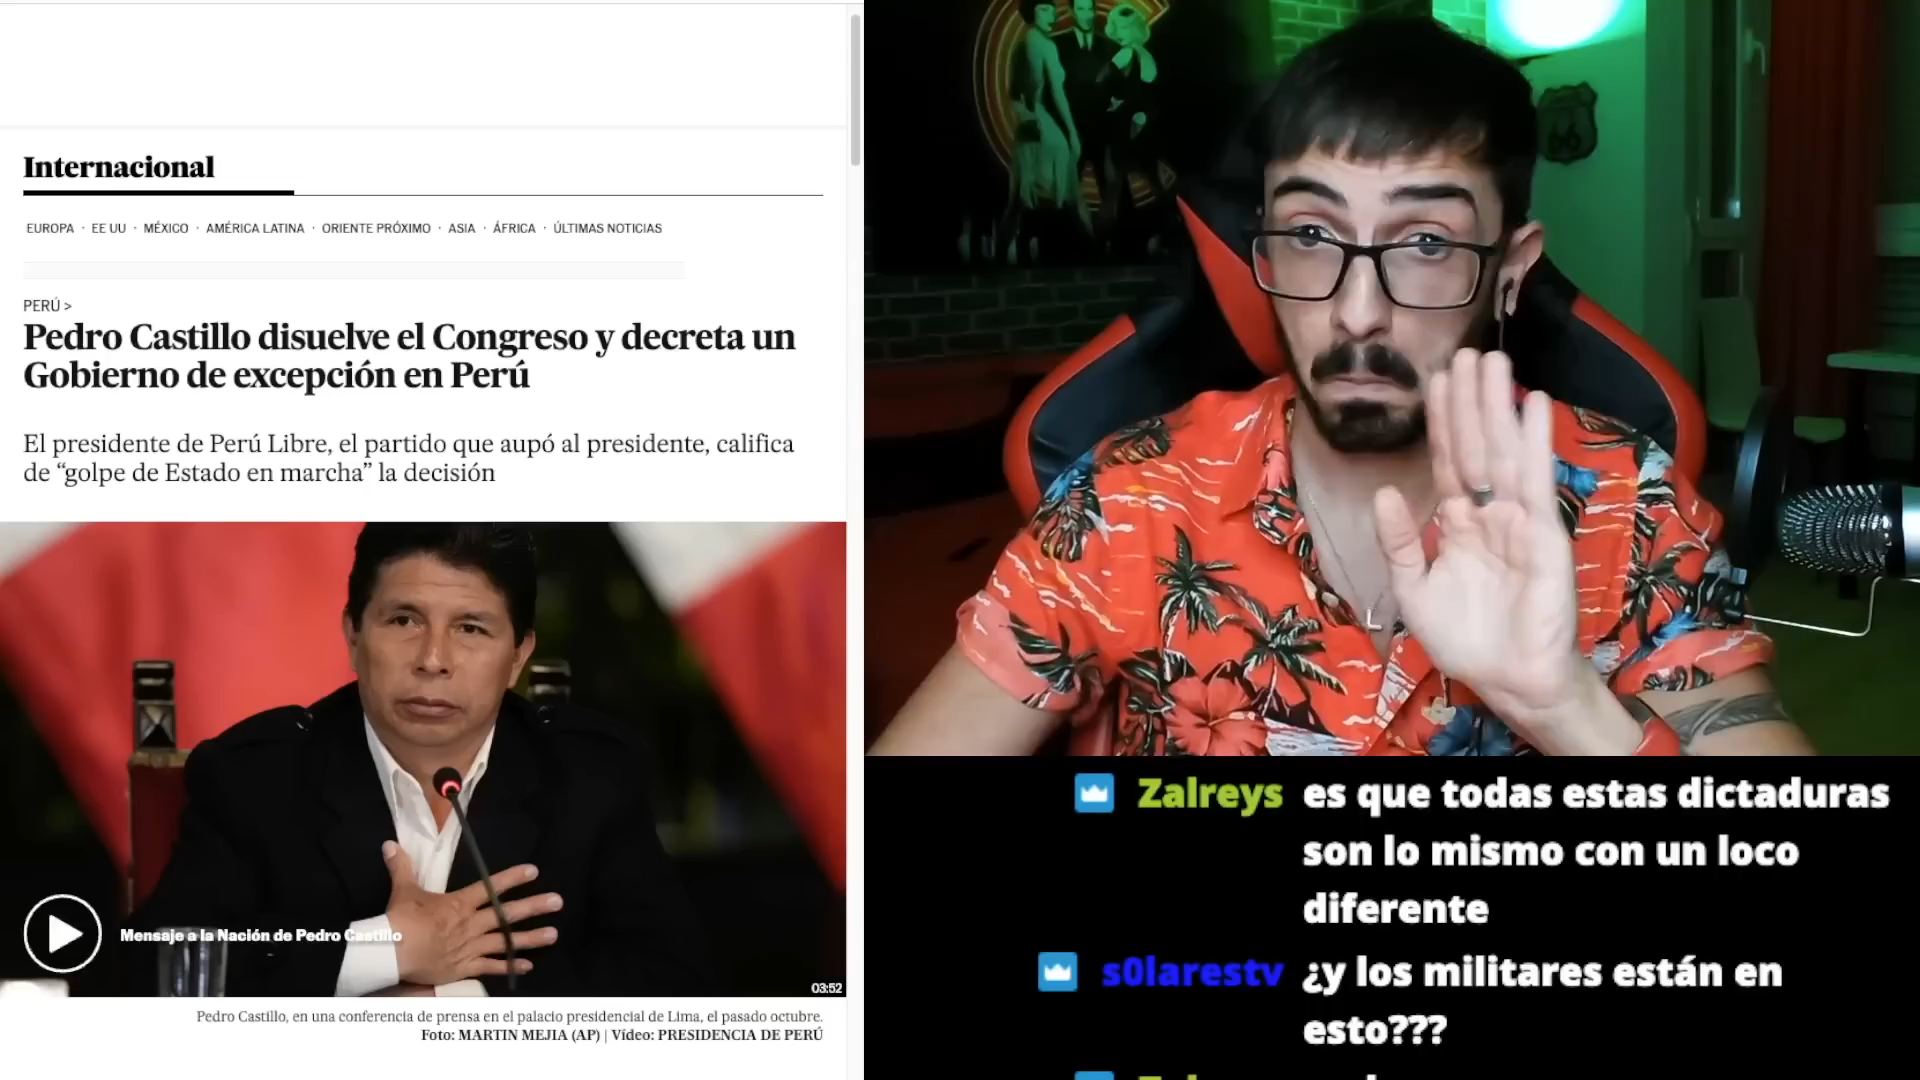 Internacional
EUROPA · EE UU · MÉXICO · AMÉRICA LATINA · ORIENTE PRÓXIMO · ASIA · ÁFRICA · ÚLTIMAS NOTICIAS
PERÚ >
Pedro Castillo disuelve el Congreso y decreta un
Gobierno de excepción en Perú
El presidente de Perú Libre, el partido que aupó al presidente, califica
de “golpe de Estado en marcha” la decisión
Mensaje a la Nación de Pedro Castillo
03:52
Pedro Castillo, en una conferencia de prensa en el palacio presidencial de Lima, el pasado octubre.
Foto: MARTIN MEJIA (AP) | Vídeo: PRESIDENCIA DE PERÚ
66
Zalreys es que todas estas dictaduras
son lo mismo con un loco
diferente
s0larestv ¿y los militares están en
esto???